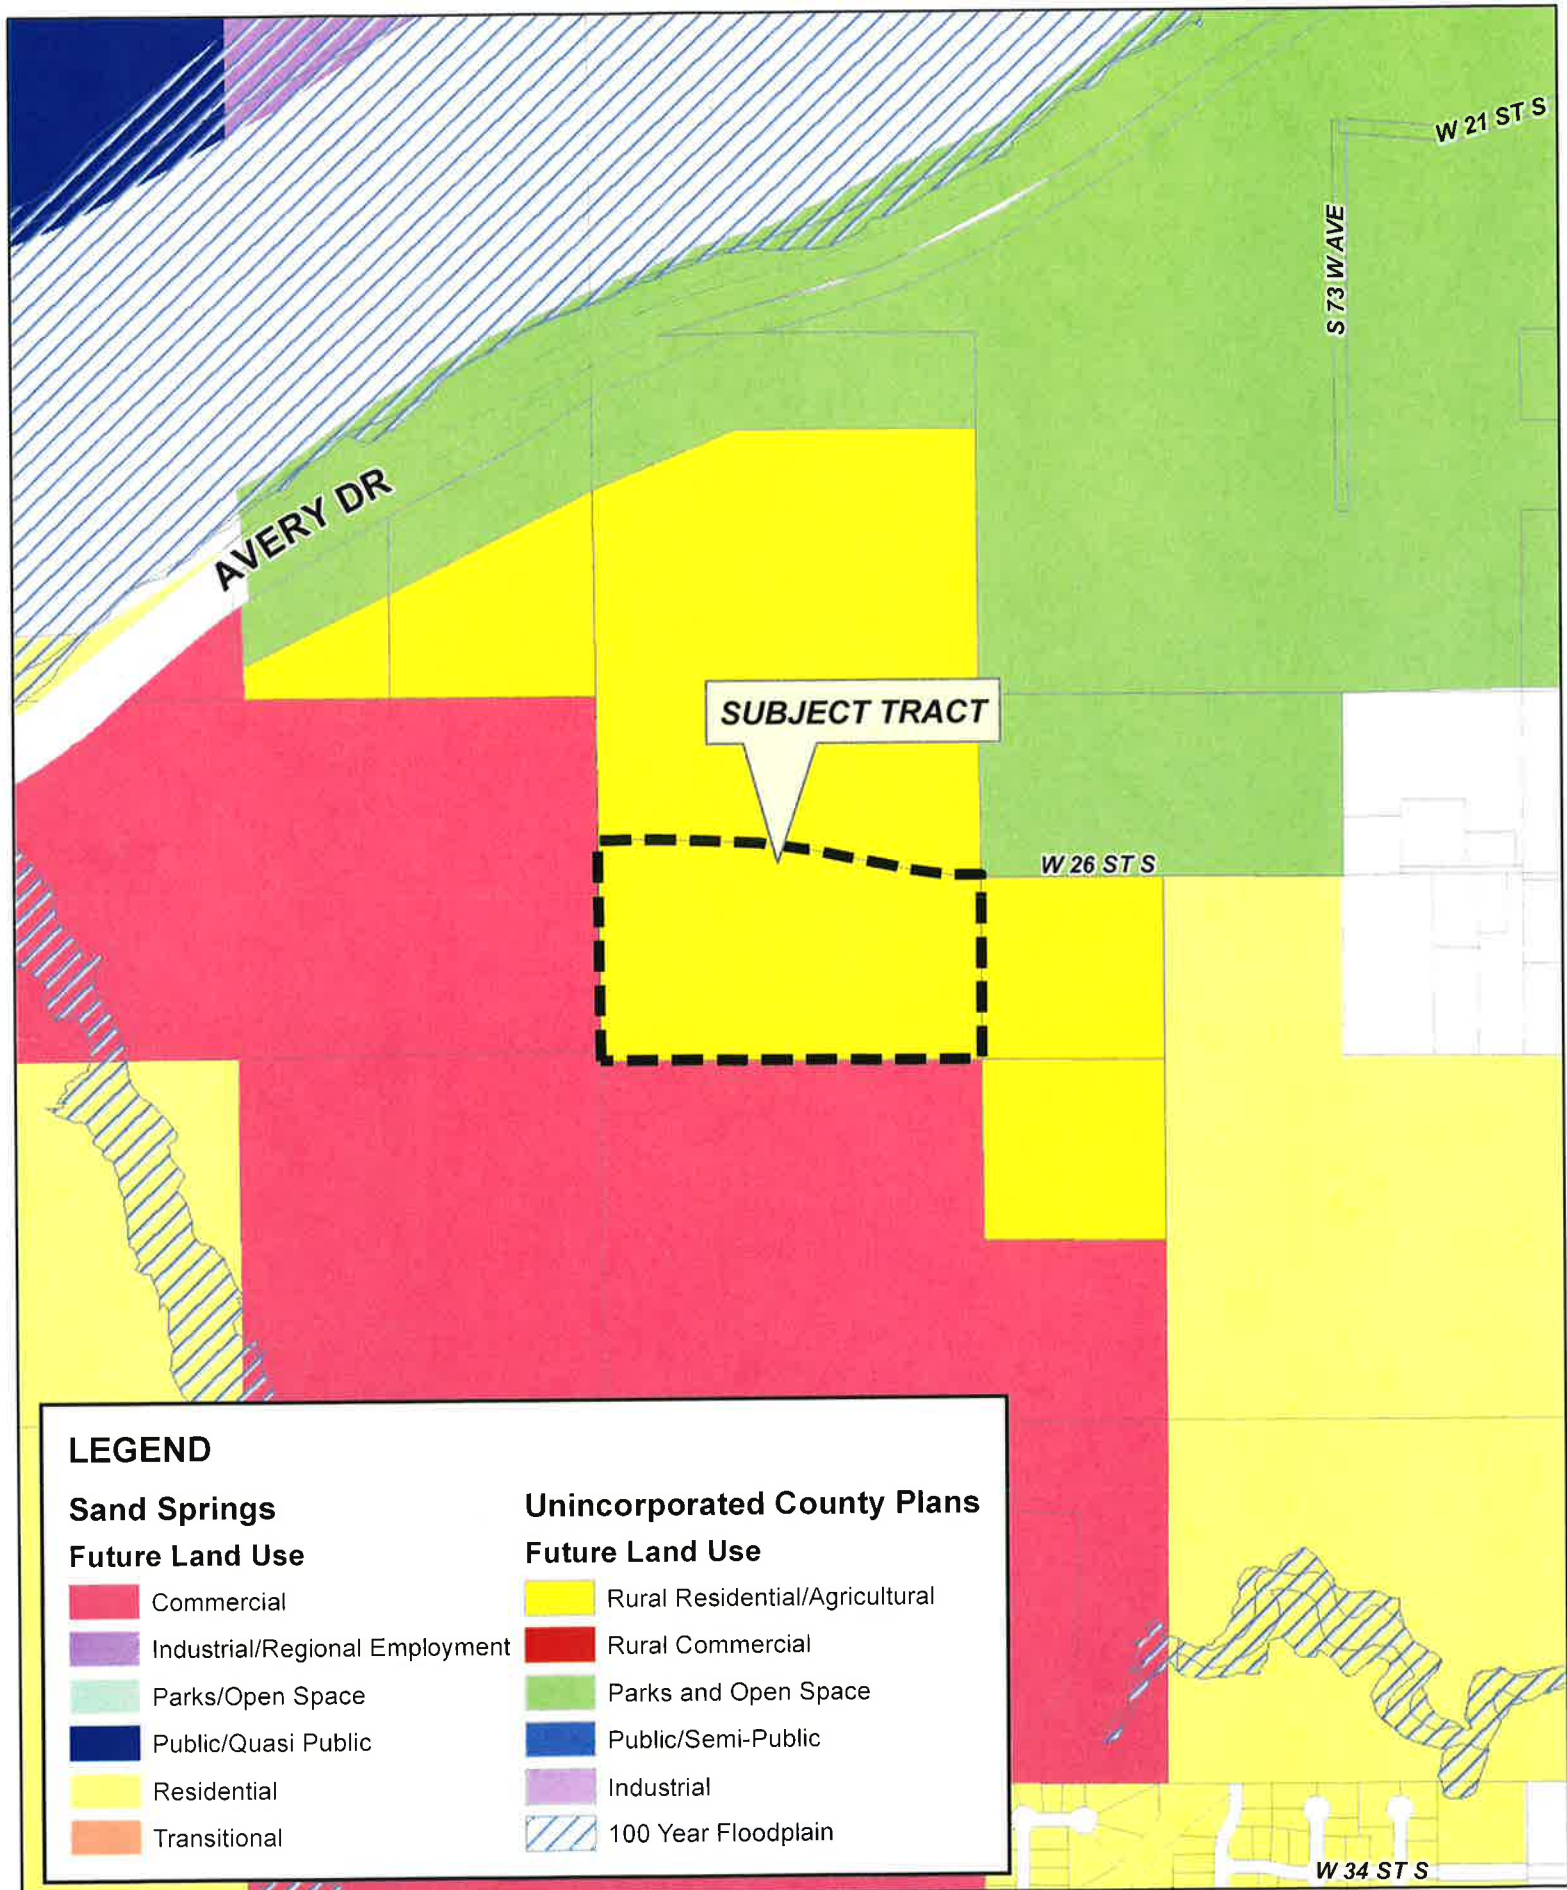 W 21 ST S
S 73 W AVE
AVERY DR
SUBJECT TRACT
W 26 ST S
LEGEND
Sand Springs
Future Land Use
Commercial
Industrial/Regional Employment
Parks/Open Space
Public/Quasi Public
Residential
Transitional
Unincorporated County Plans
Future Land Use
Rural Residential/Agricultural
Rural Commercial
Parks and Open Space
Public/Semi-Public
Industrial
100 Year Floodplain
W 34 ST S